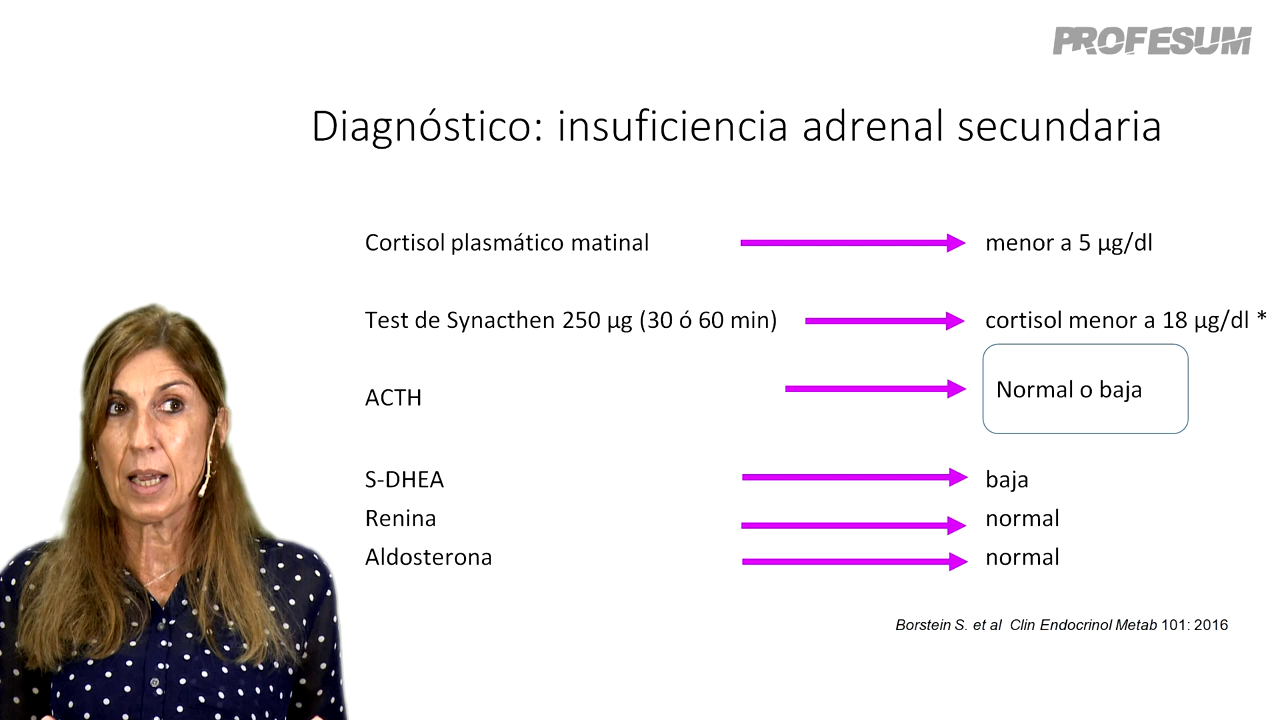 PROFESUM
Diagnóstico: insuficiencia adrenal secundaria
Cortisol plasmático matinal menor a 5 µg/dl
Test de Synacthen 250 µg (30 ó 60 min) cortisol menor a 18 µg/dl *
ACTH Normal o baja
S-DHEA baja
Renina normal
Aldosterona normal
Borstein S. et al Clin Endocrinol Metab 101: 2016